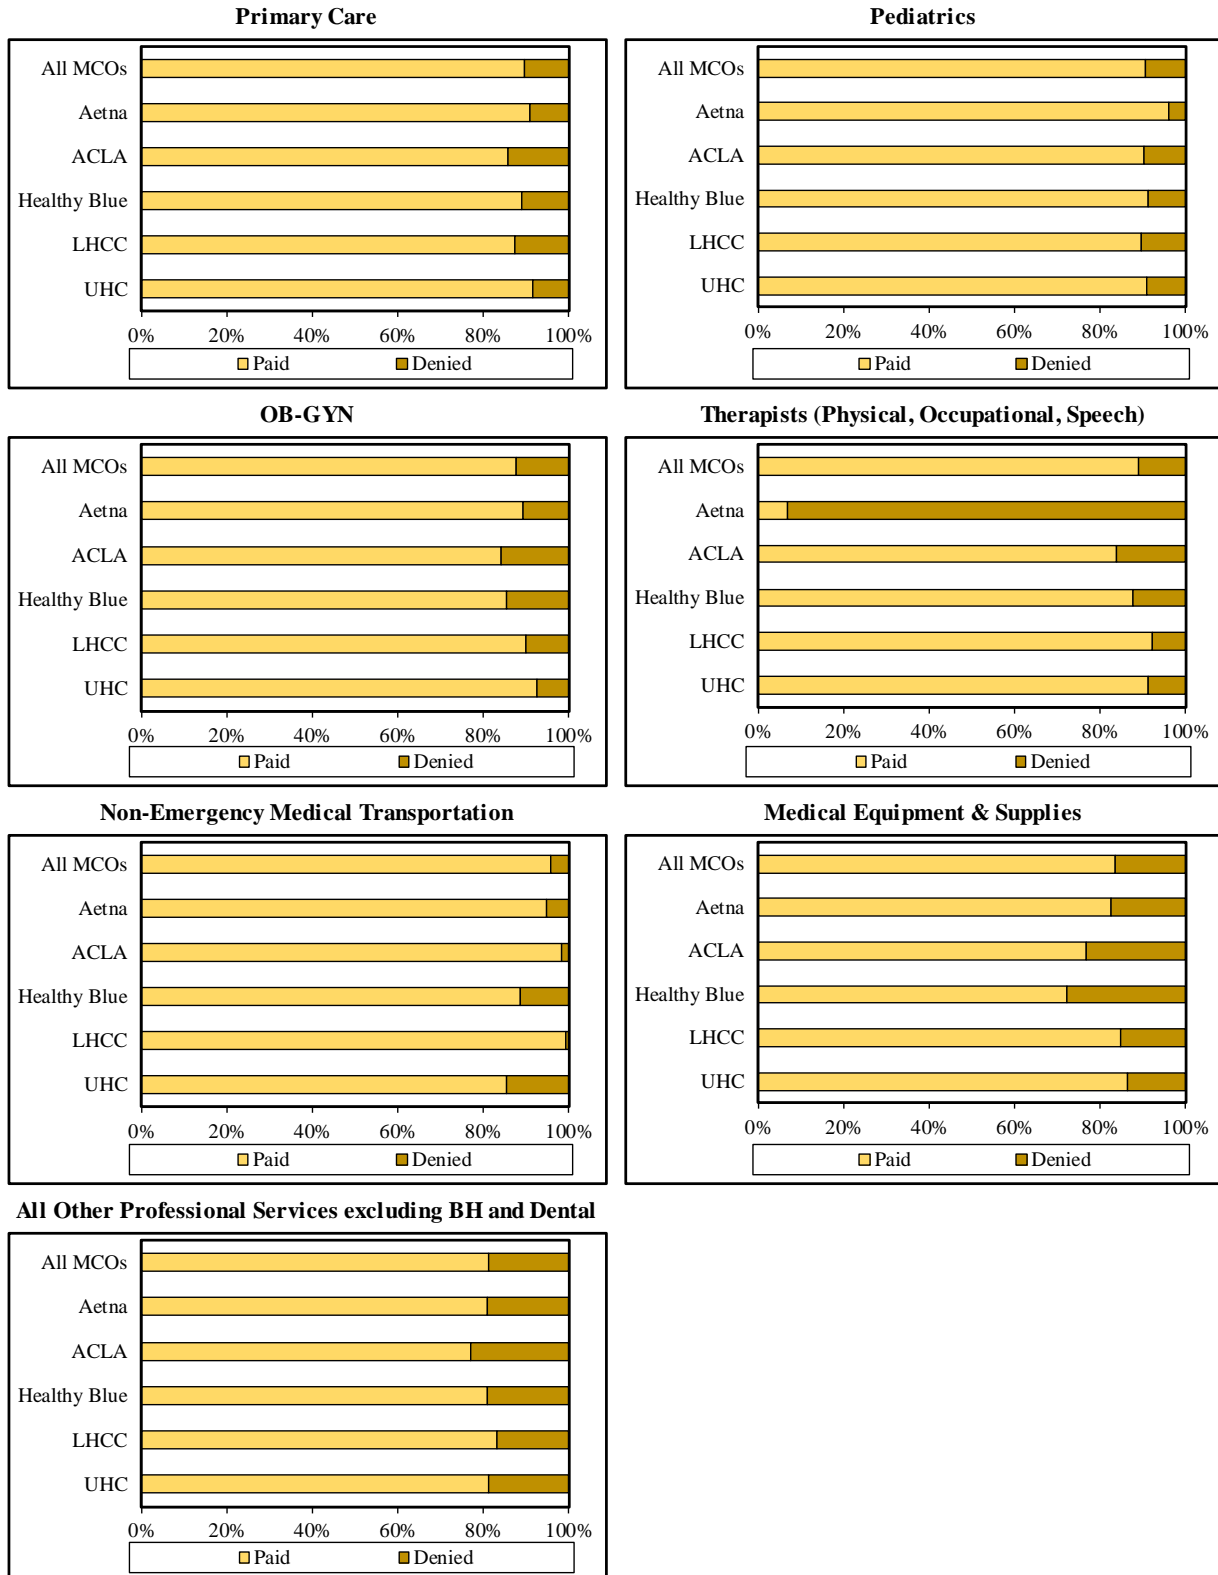 Primary Care
All MCOs
Aetna
ACLA
Healthy Blue
LHCC
UHC
0% 20% 40% 60% 80% 100%
Paid Denied
Pediatrics
All MCOs
Aetna
ACLA
Healthy Blue
LHCC
UHC
0% 20% 40% 60% 80% 100%
Paid Denied
OB-GYN
All MCOs
Aetna
ACLA
Healthy Blue
LHCC
UHC
0% 20% 40% 60% 80% 100%
Paid Denied
Therapists (Physical, Occupational, Speech)
All MCOs
Aetna
ACLA
Healthy Blue
LHCC
UHC
0% 20% 40% 60% 80% 100%
Paid Denied
Non-Emergency Medical Transportation
All MCOs
Aetna
ACLA
Healthy Blue
LHCC
UHC
0% 20% 40% 60% 80% 100%
Paid Denied
Medical Equipment & Supplies
All MCOs
Aetna
ACLA
Healthy Blue
LHCC
UHC
0% 20% 40% 60% 80% 100%
Paid Denied
All Other Professional Services excluding BH and Dental
All MCOs
Aetna
ACLA
Healthy Blue
LHCC
UHC
0% 20% 40% 60% 80% 100%
Paid Denied